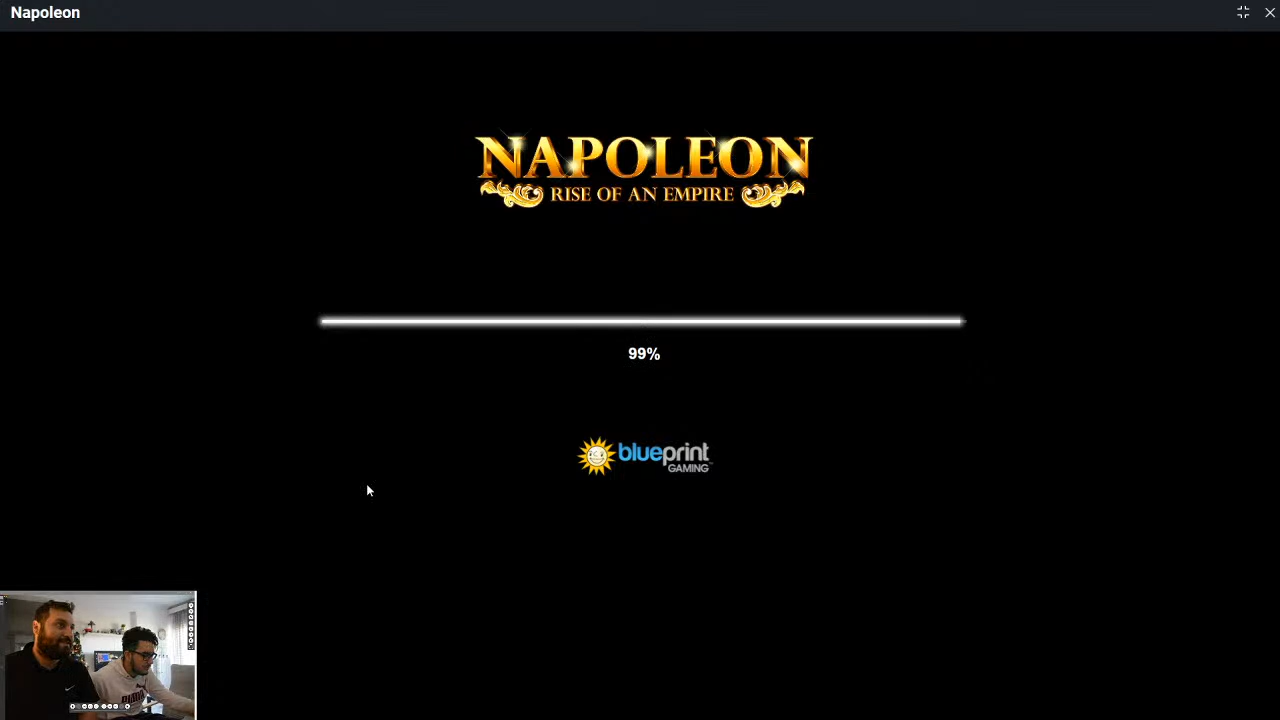 Napoleon
NAPOLEON
RISE OF AN EMPIRE
99%
blueprint
GAMING